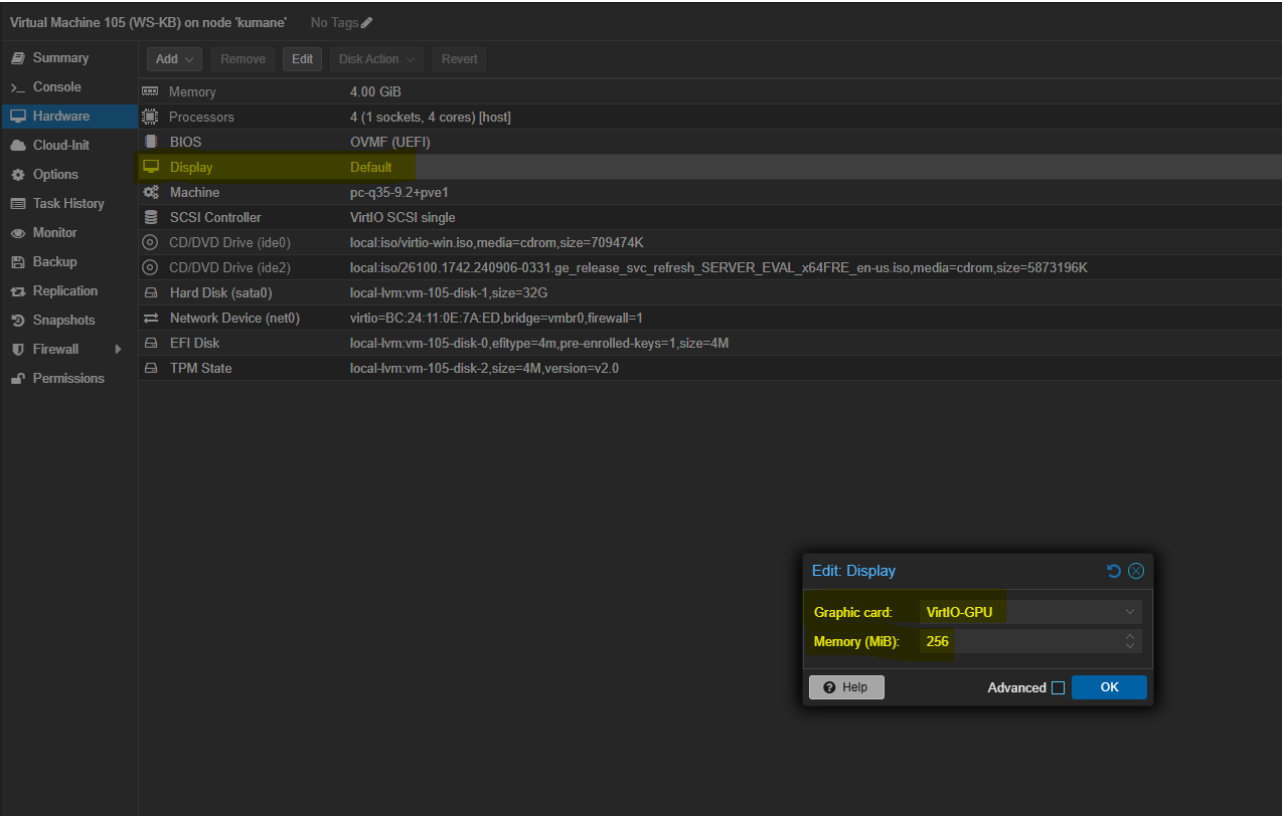 Virtual Machine 105 (WS-KB) on node 'kumane' No Tags
Summary
Console
Hardware
Cloud-Init
Options
Task History
Monitor
Backup
Replication
Snapshots
Firewall
Permissions
Add Remove Edit Disk Action Revert
Memory 4.00 GiB
Processors 4 (1 sockets, 4 cores) [host]
BIOS OVMF (UEFI)
Display Default
Machine pc-q35-9.2+pve1
SCSI Controller VirtIO SCSI single
CD/DVD Drive (ide0) local:iso/virtio-win.iso,media=cdrom,size=709474K
CD/DVD Drive (ide2) local:iso/26100.1742.240906-0331.ge_release_svc_refresh_SERVER_EVAL_x64FRE_en-us.iso,media=cdrom,size=5873196K
Hard Disk (sata0) local-lvm:vm-105-disk-1,size=32G
Network Device (net0) virtio=BC:24:11:0E:7A:ED,bridge=vmbr0,firewall=1
EFI Disk local-lvm:vm-105-disk-0,efitype=4m,pre-enrolled-keys=1,size=4M
TPM State local-lvm:vm-105-disk-2,size=4M,version=v2.0
Edit: Display
Graphic card: VirtIO-GPU
Memory (MiB): 256
Help Advanced OK